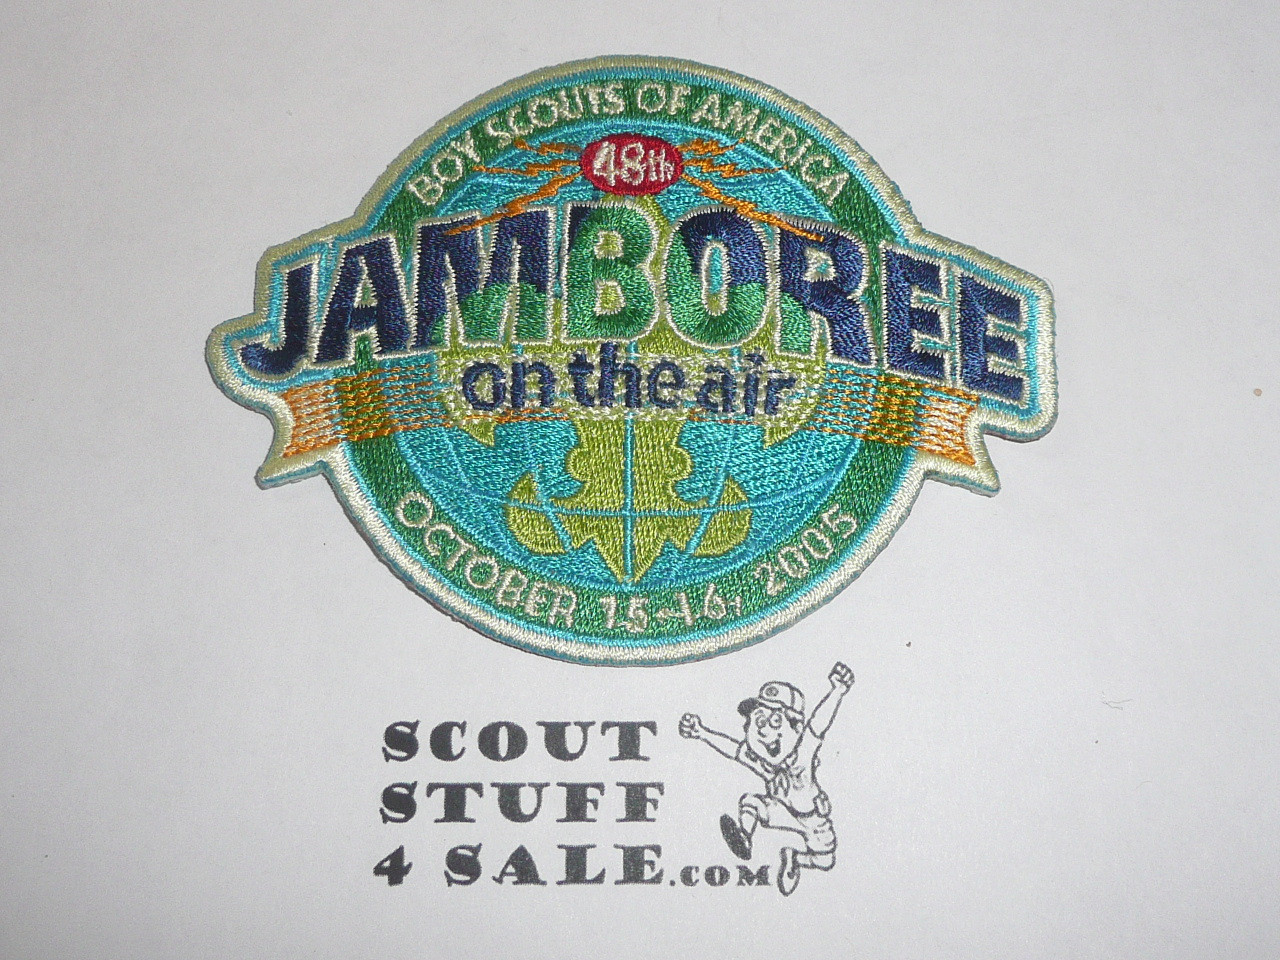 BOY SCOUTS OF AMERICA
48th
JAMBOREE
on the air
OCTOBER 15-16, 2005
SCOUT
STUFF
4 SALE.COM